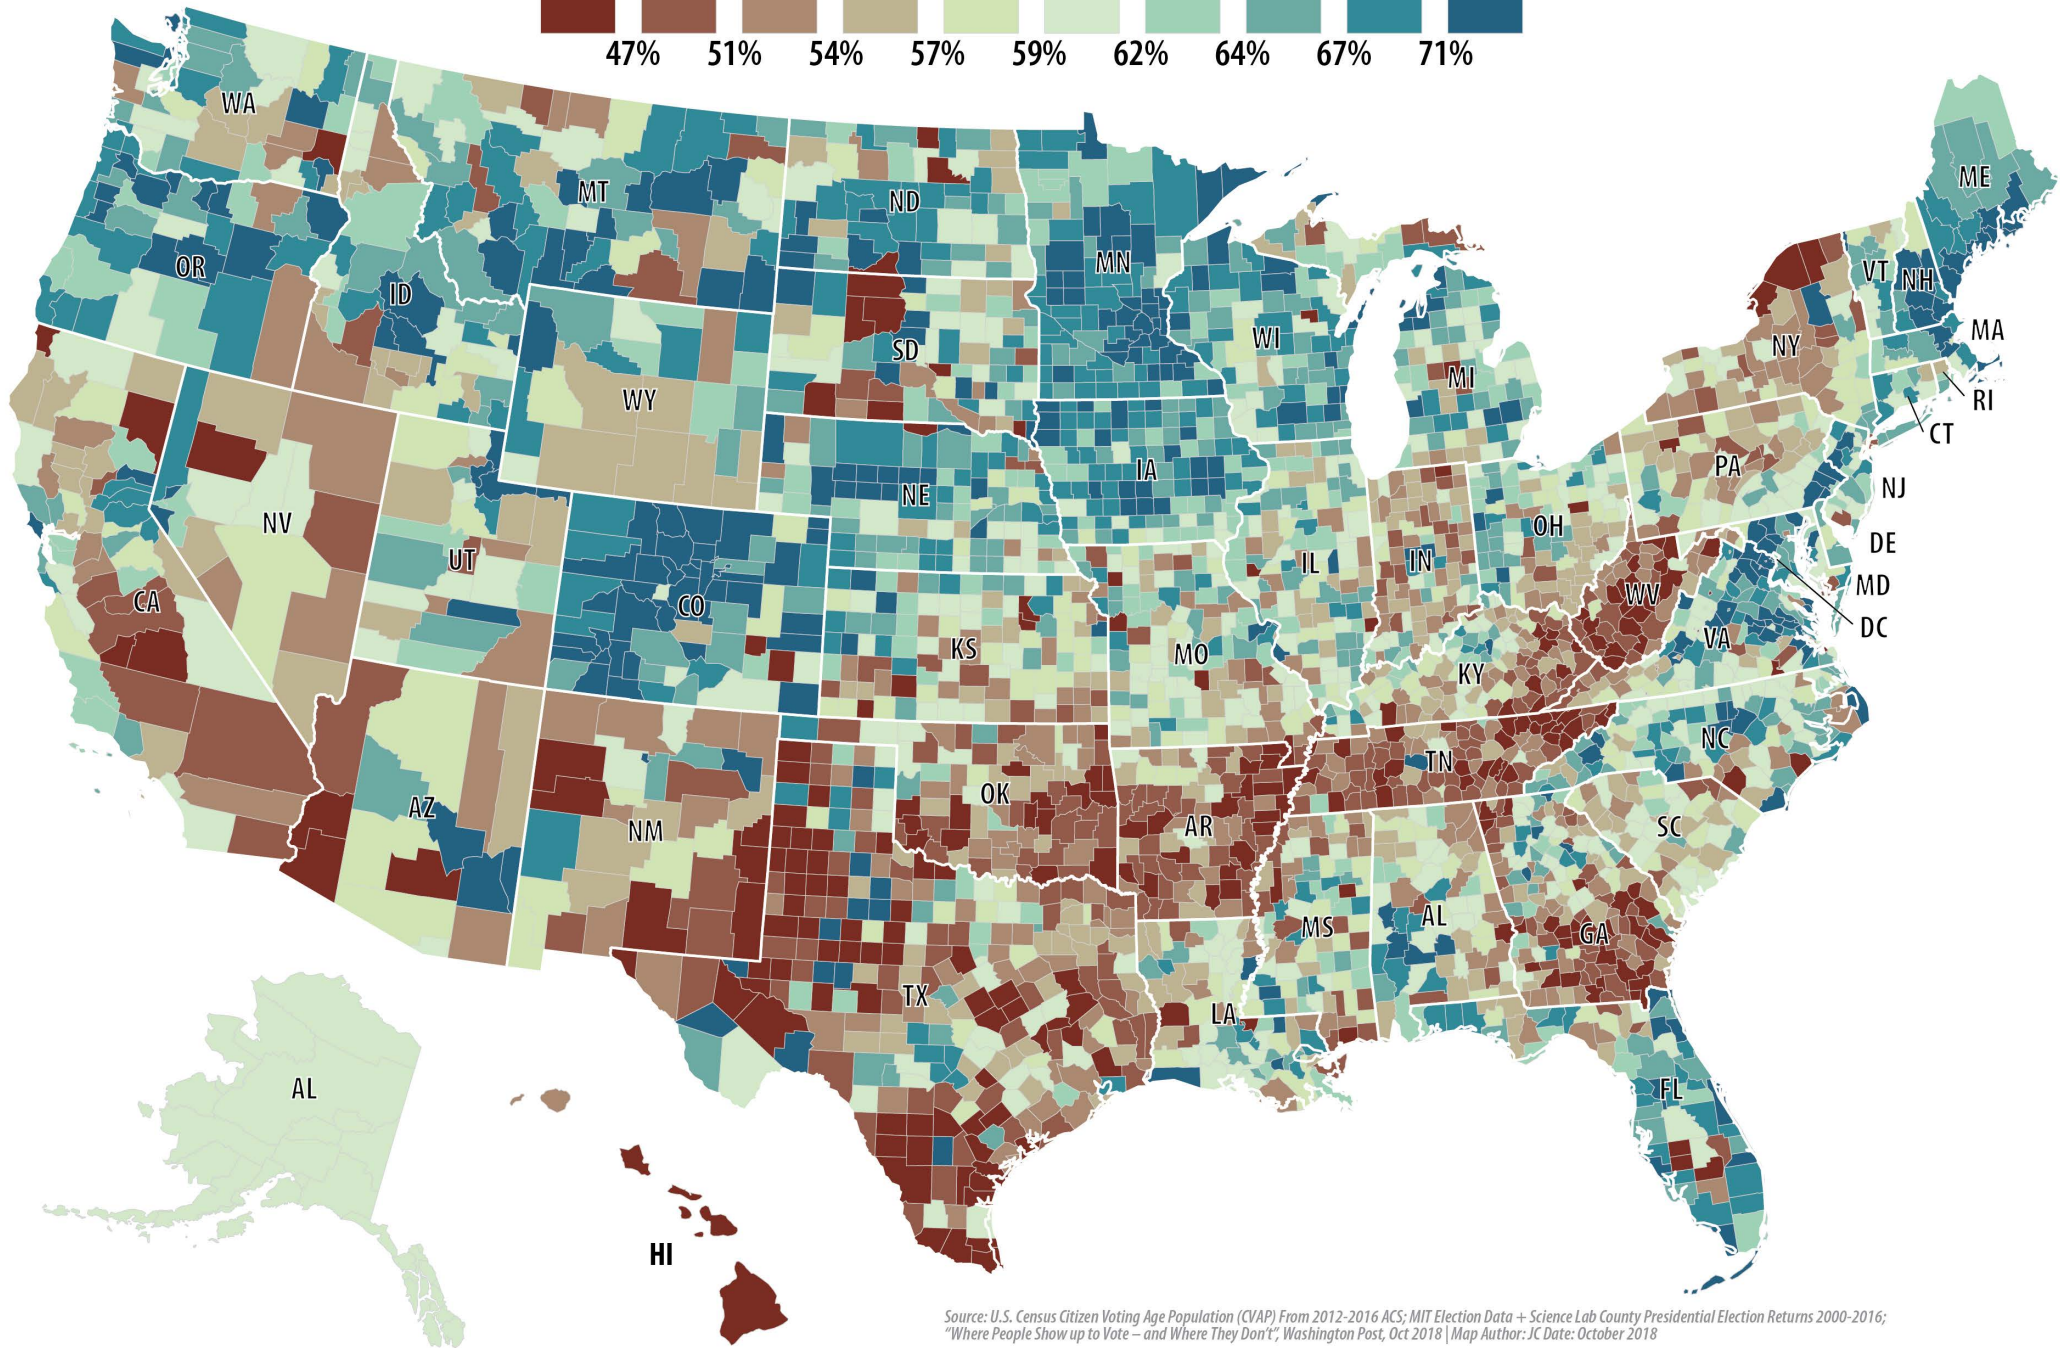 47% 51% 54% 57% 59% 62% 64% 67% 71%
WA
MT
ND
ME
OR
ID
MN
VT
NH
MA
WI
NY
SD
MI
WY
RI
CT
IA
PA
NE
NJ
NV
OH
UT
IL
IN
DE
CO
CA
WV
MD
DC
KS
MO
VA
KY
NC
TN
OK
AZ
NM
AR
SC
MS
AL
GA
TX
LA
AL
FL
HI
Source: U.S. Census Citizen Voting Age Population (CVAP) From 2012-2016 ACS; MIT Election Data + Science Lab County Presidential Election Returns 2000-2016;
“Where People Show up to Vote – and Where They Don’t”, Washington Post, Oct 2018 | Map Author: JC Date: October 2018